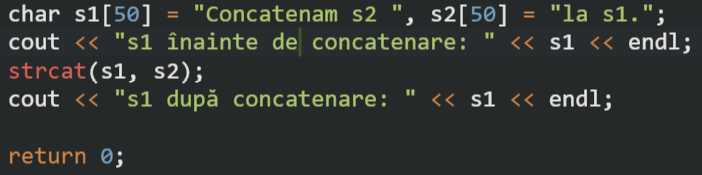 char s1[50] = "Concatenam s2 ", s2[50] = "la s1.";
cout << "s1 înainte de concatenare: " << s1 << endl;
strcat(s1, s2);
cout << "s1 după concatenare: " << s1 << endl;
return 0;